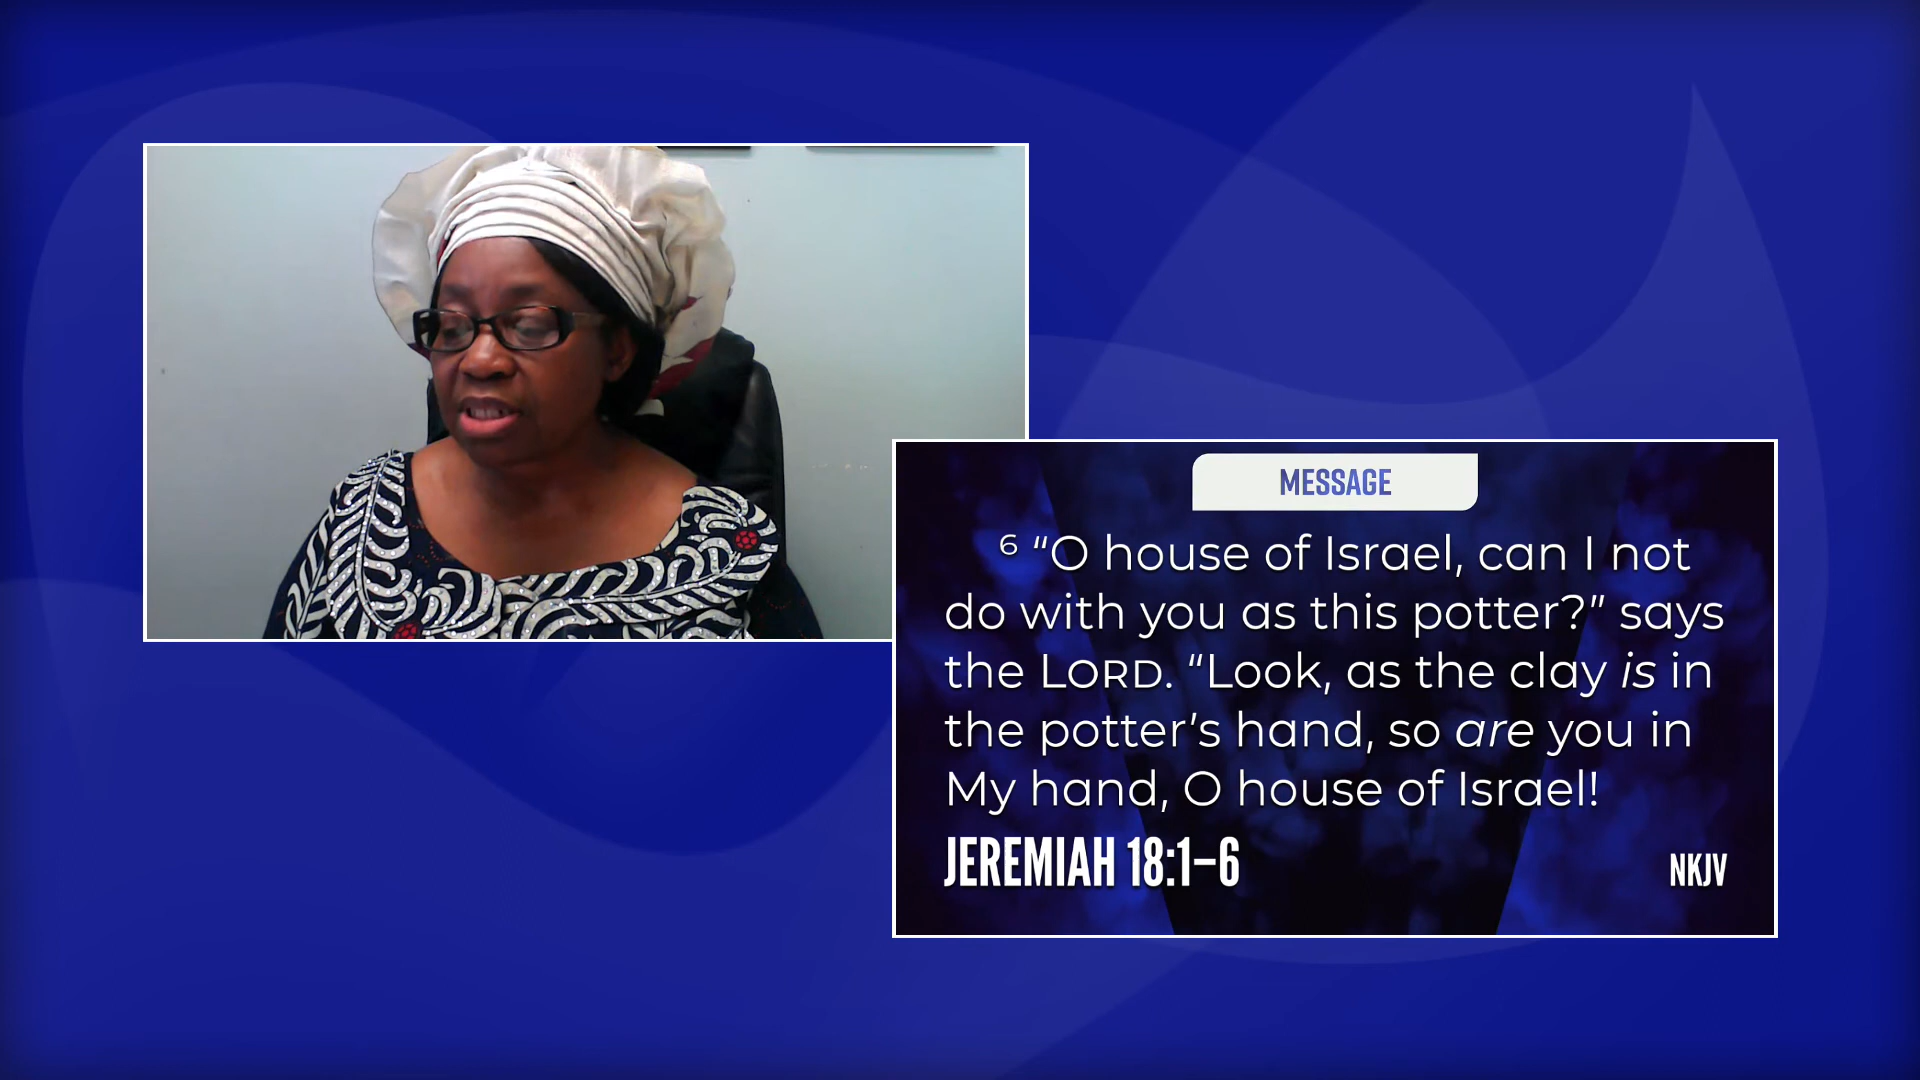 MESSAGE
⁶ “O house of Israel, can I not
do with you as this potter?” says
the LORD. “Look, as the clay is in
the potter’s hand, so are you in
My hand, O house of Israel!
JEREMIAH 18:1–6
NKJV